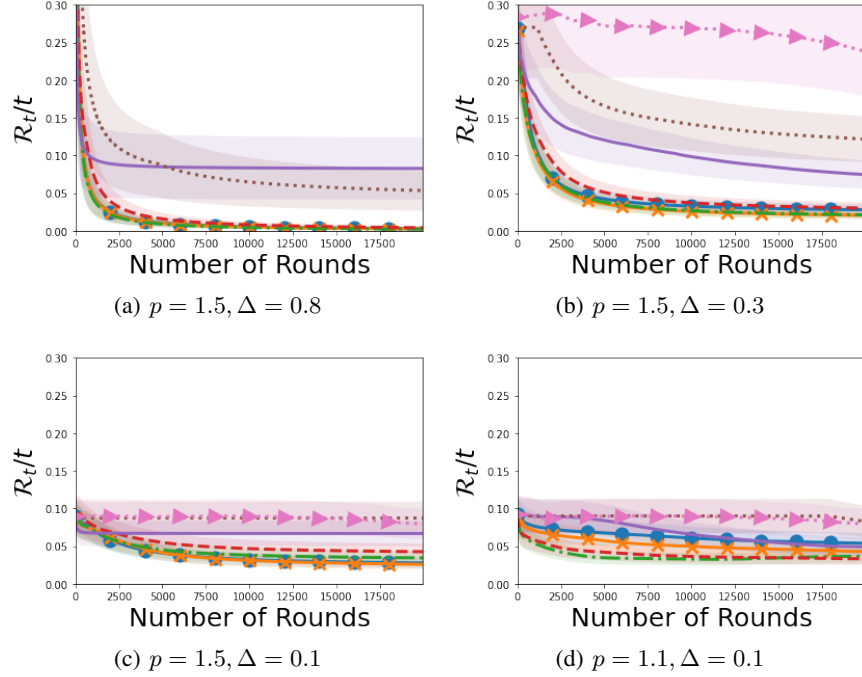 0.30 0.30
0.25 0.25
0.20 0.20
0.15 0.15
0.10 0.10
0.05 0.05
0.00 0.00
ℛₜ/t ℛₜ/t
0 2500 5000 7500 10000 12500 15000 17500 0 2500 5000 7500 10000 12500 15000 17500
Number of Rounds Number of Rounds
(a) p = 1.5, Δ = 0.8 (b) p = 1.5, Δ = 0.3
0.30 0.30
0.25 0.25
0.20 0.20
0.15 0.15
0.10 0.10
0.05 0.05
0.00 0.00
ℛₜ/t ℛₜ/t
0 2500 5000 7500 10000 12500 15000 17500 0 2500 5000 7500 10000 12500 15000 17500
Number of Rounds Number of Rounds
(c) p = 1.5, Δ = 0.1 (d) p = 1.1, Δ = 0.1